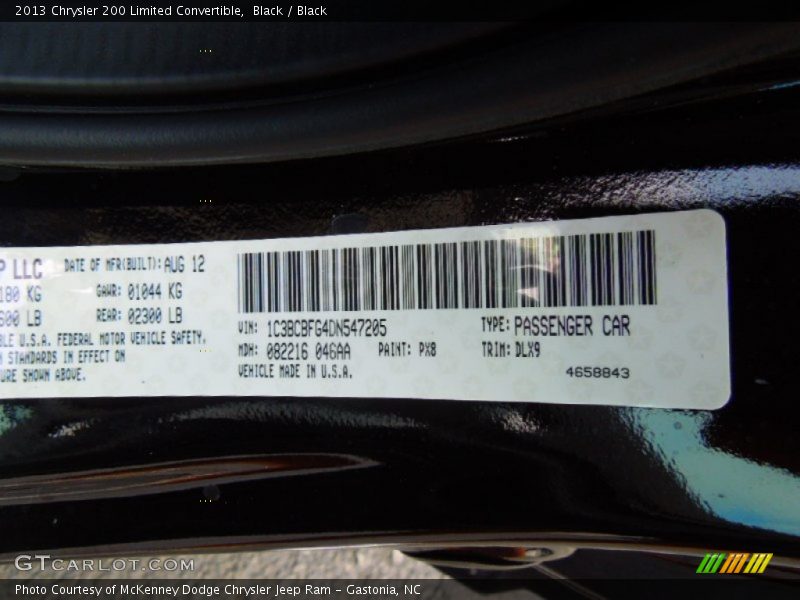 2013 Chrysler 200 Limited Convertible,  Black / Black
P LLC
DATE OF MFR(BUILT): AUG 12
180 KG
GAWR: 01044 KG
600 LB
REAR: 02300 LB
BLE U.S.A. FEDERAL MOTOR VEHICLE SAFETY.
STANDARDS IN EFFECT ON
URE SHOWN ABOVE.
VIN: 1C3BCBFG4DN547205
TYPE: PASSENGER CAR
MDH: 082216 046AA
PAINT: PX8
TRIM: DLX9
VEHICLE MADE IN U.S.A.
4658843
GTCARLOT.COM
Photo Courtesy of McKenney Dodge Chrysler Jeep Ram - Gastonia, NC